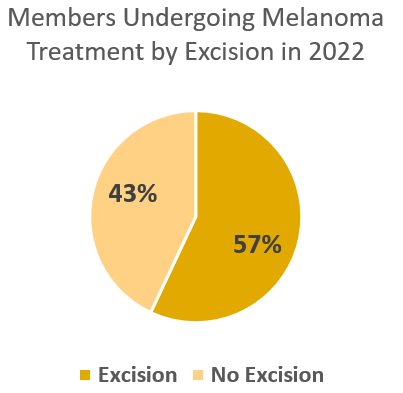 Members Undergoing Melanoma
Treatment by Excision in 2022
43%
57%
Excision
No Excision